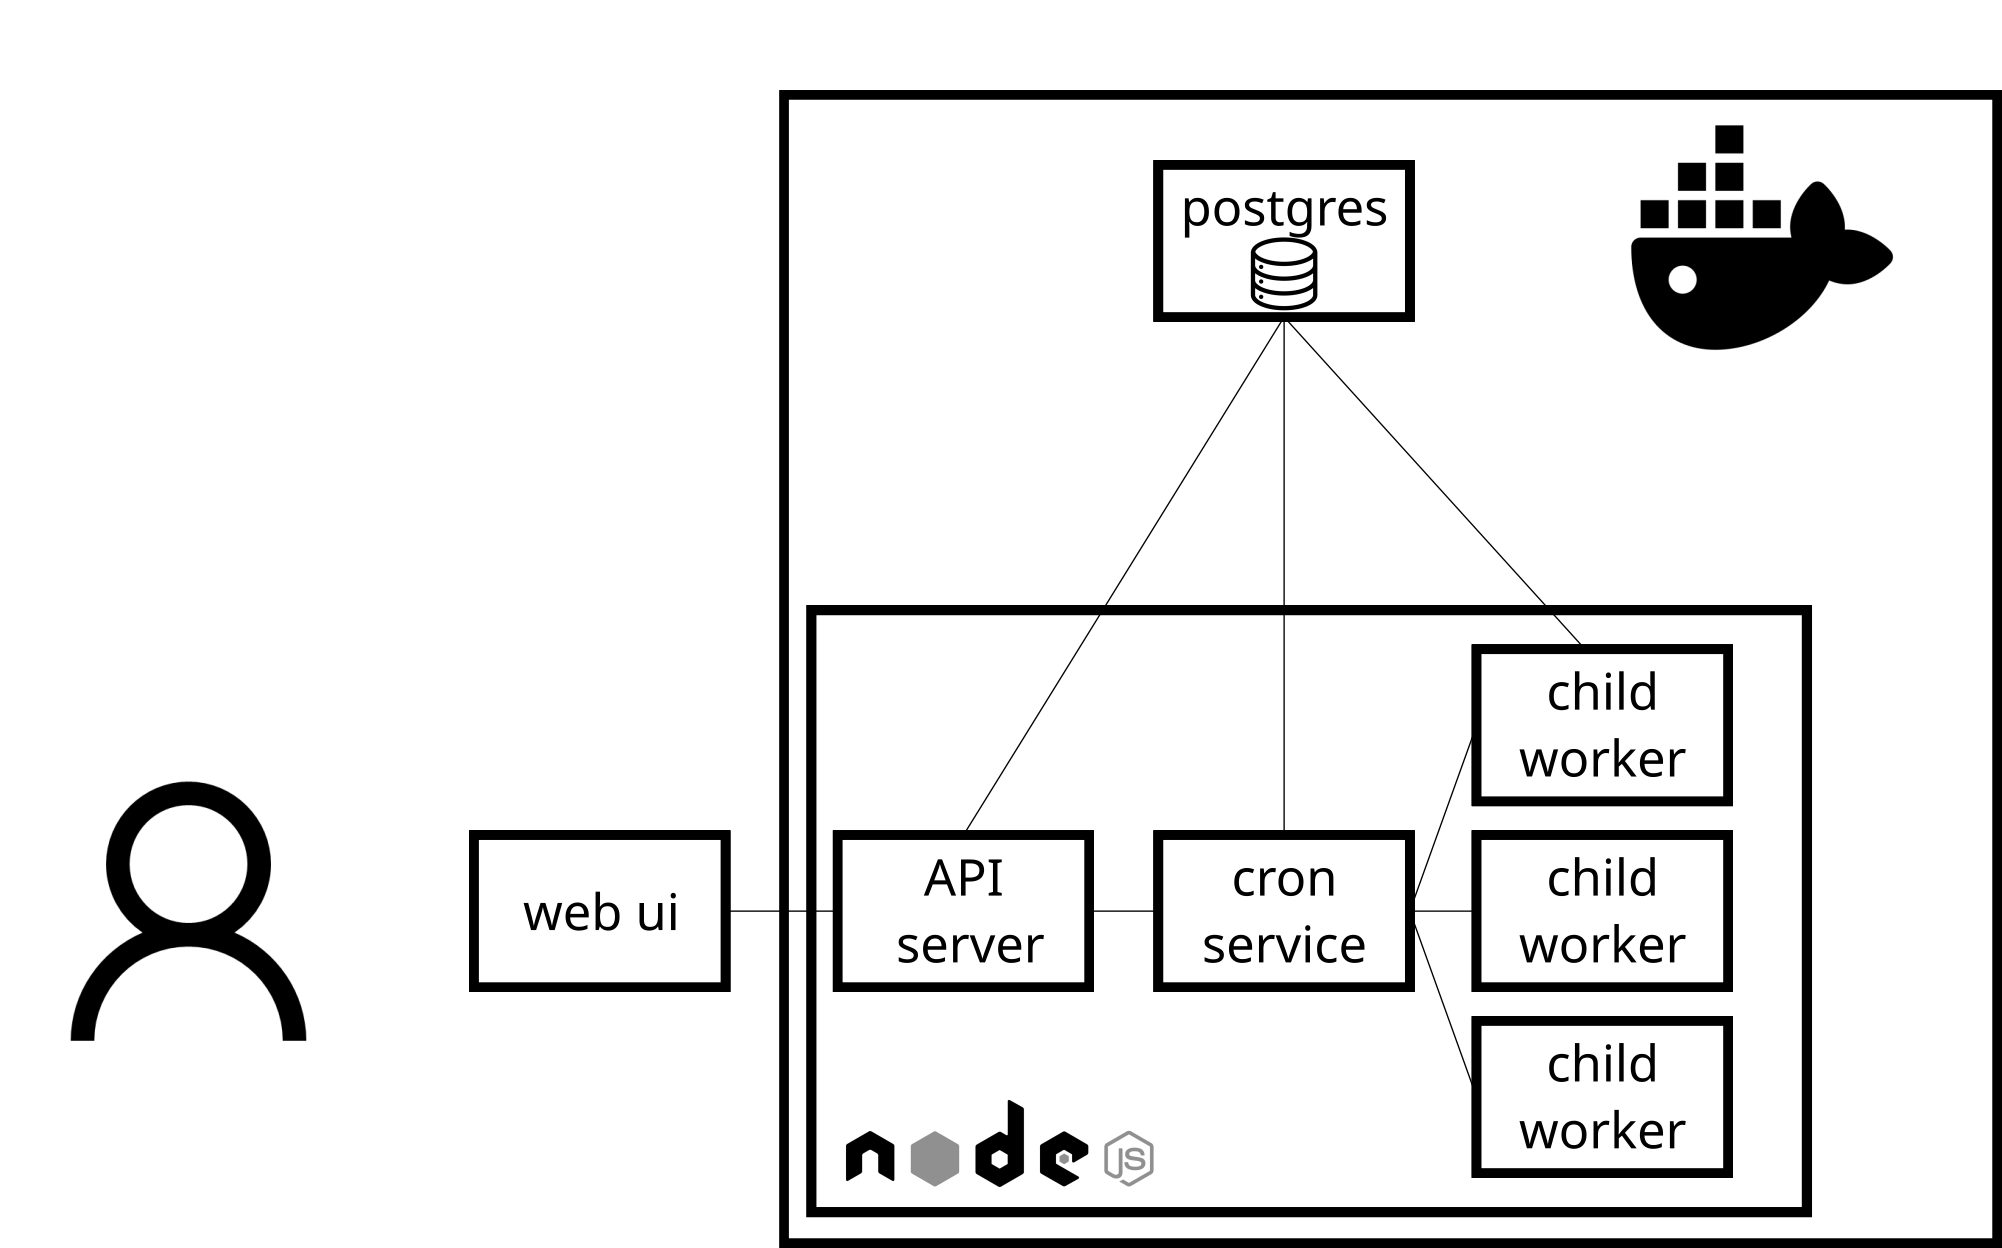 postgres
child
worker
web ui
API
server
cron
service
child
worker
child
worker
node
JS